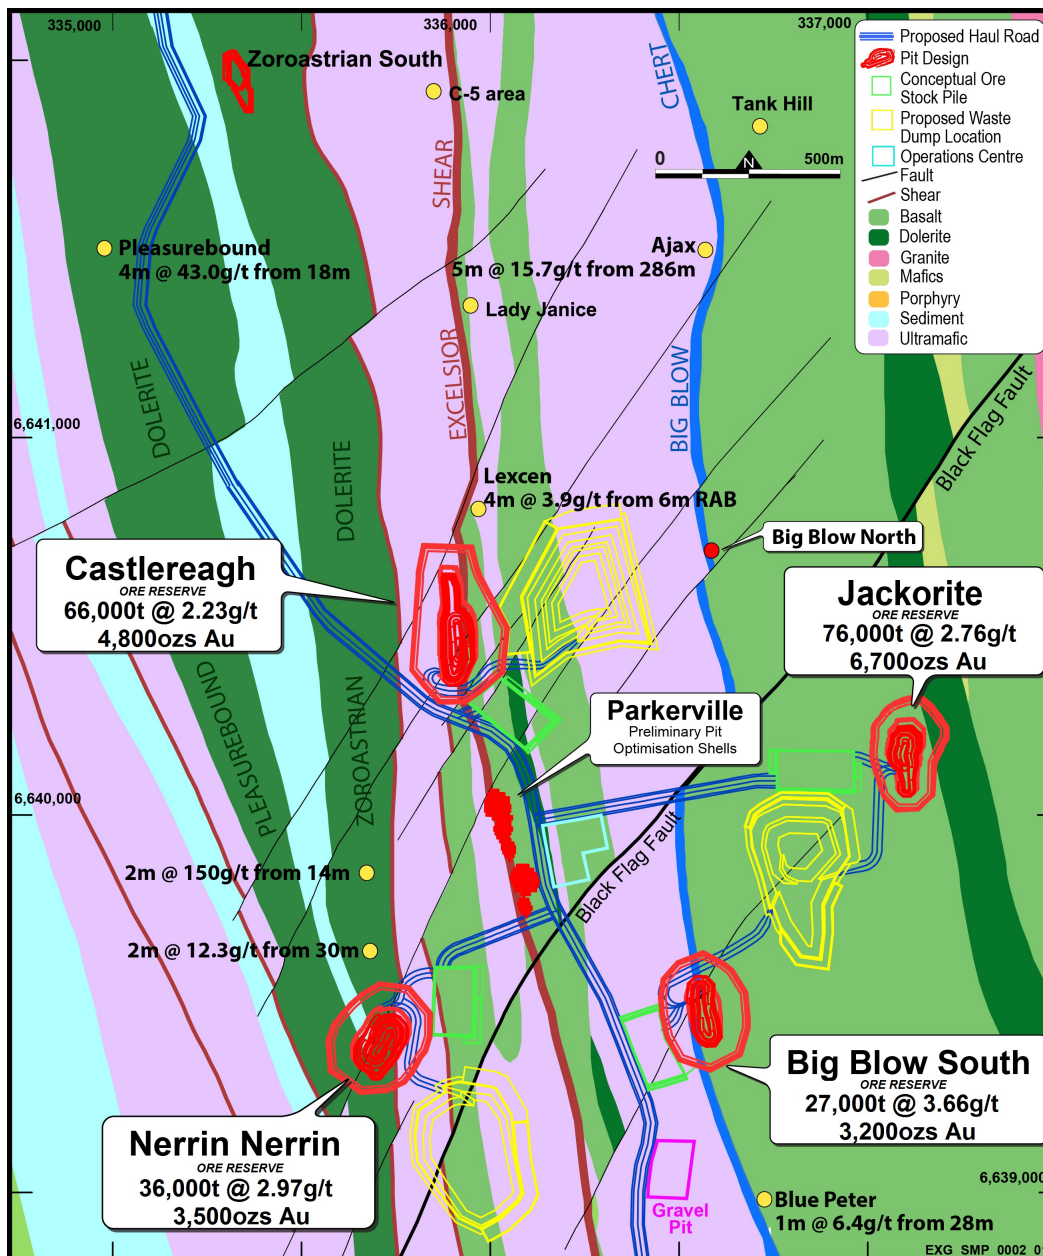 335,000
336,000
337,000
Proposed Haul Road
Pit Design
Conceptual Ore
Stock Pile
Proposed Waste
Dump Location
Operations Centre
Fault
Shear
Basalt
Dolerite
Granite
Mafics
Porphyry
Sediment
Ultramafic
Zoroastrian South
C-5 area
CHERT
Tank Hill
0
N
500m
SHEAR
Pleasurebound
4m @ 43.0g/t from 18m
Ajax
5m @ 15.7g/t from 286m
Lady Janice
EXCELSIOR
BIG BLOW
DOLERITE
DOLERITE
6,641,000
Black Flag Fault
Lexcen
4m @ 3.9g/t from 6m RAB
Big Blow North
Castlereagh
ORE RESERVE
66,000t @ 2.23g/t
4,800ozs Au
Jackorite
ORE RESERVE
76,000t @ 2.76g/t
6,700ozs Au
PLEASUREBOUND
ZOROASTRIAN
Parkerville
Preliminary Pit
Optimisation Shells
6,640,000
Black Flag Fault
2m @ 150g/t from 14m
2m @ 12.3g/t from 30m
Big Blow South
ORE RESERVE
27,000t @ 3.66g/t
3,200ozs Au
Nerrin Nerrin
ORE RESERVE
36,000t @ 2.97g/t
3,500ozs Au
Gravel
Pit
6,639,000
Blue Peter
1m @ 6.4g/t from 28m
EXG_SMP_0002_0